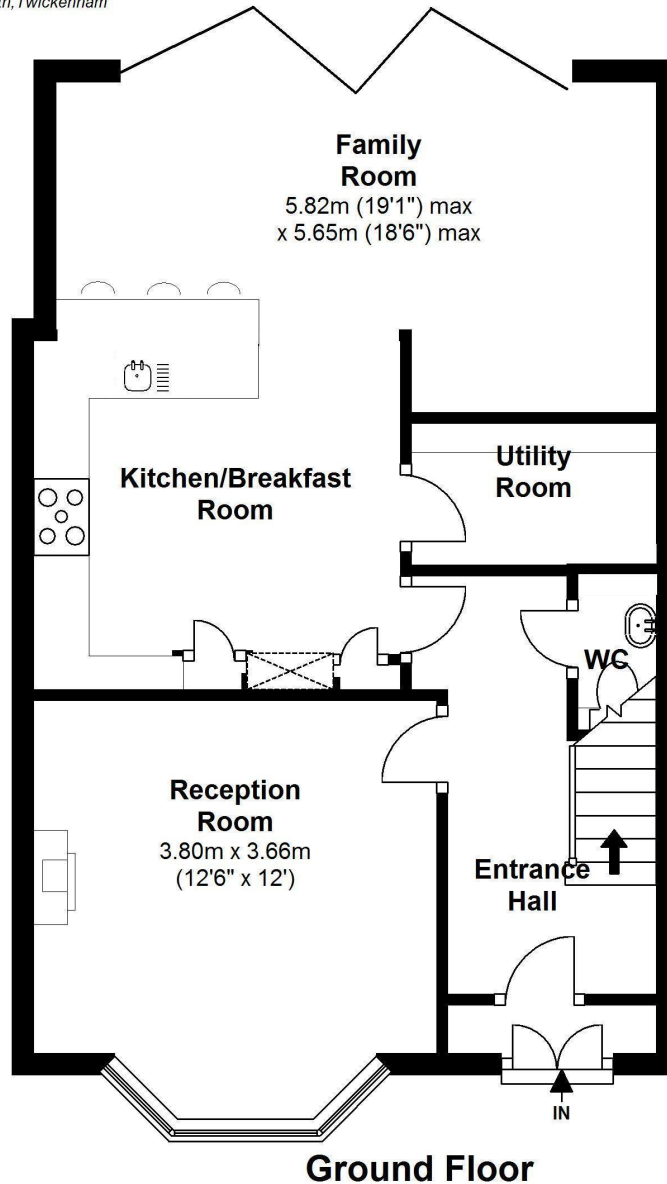 Twickenham
Family
Room
5.82m (19'1") max
x 5.65m (18'6") max
Utility
Room
Kitchen/Breakfast
Room
WC
Reception
Room
3.80m x 3.66m
(12'6" x 12')
Entrance
Hall
IN
Ground Floor